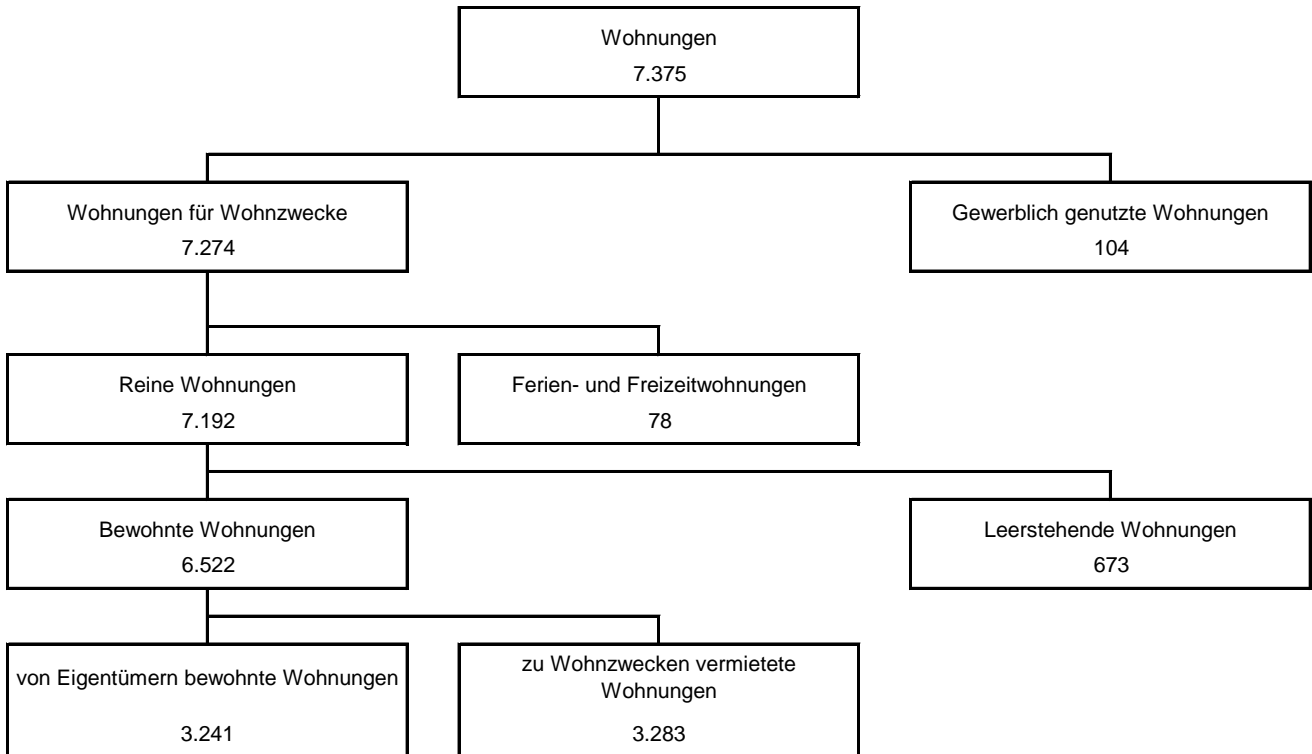 Wohnungen
7.375
Wohnungen für Wohnzwecke
7.274
Gewerblich genutzte Wohnungen
104
Reine Wohnungen
7.192
Ferien- und Freizeitwohnungen
78
Bewohnte Wohnungen
6.522
Leerstehende Wohnungen
673
von Eigentümern bewohnte Wohnungen
3.241
zu Wohnzwecken vermietete
Wohnungen
3.283